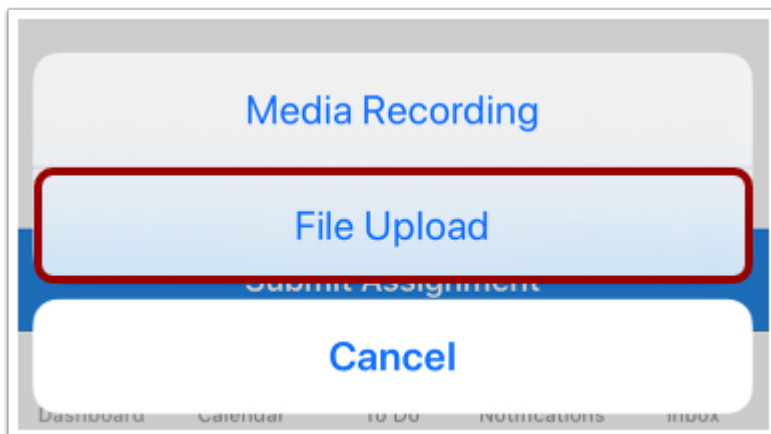 Media Recording
File Upload
Submit Assignment
Cancel
Dashboard Calendar To Do Notifications Inbox